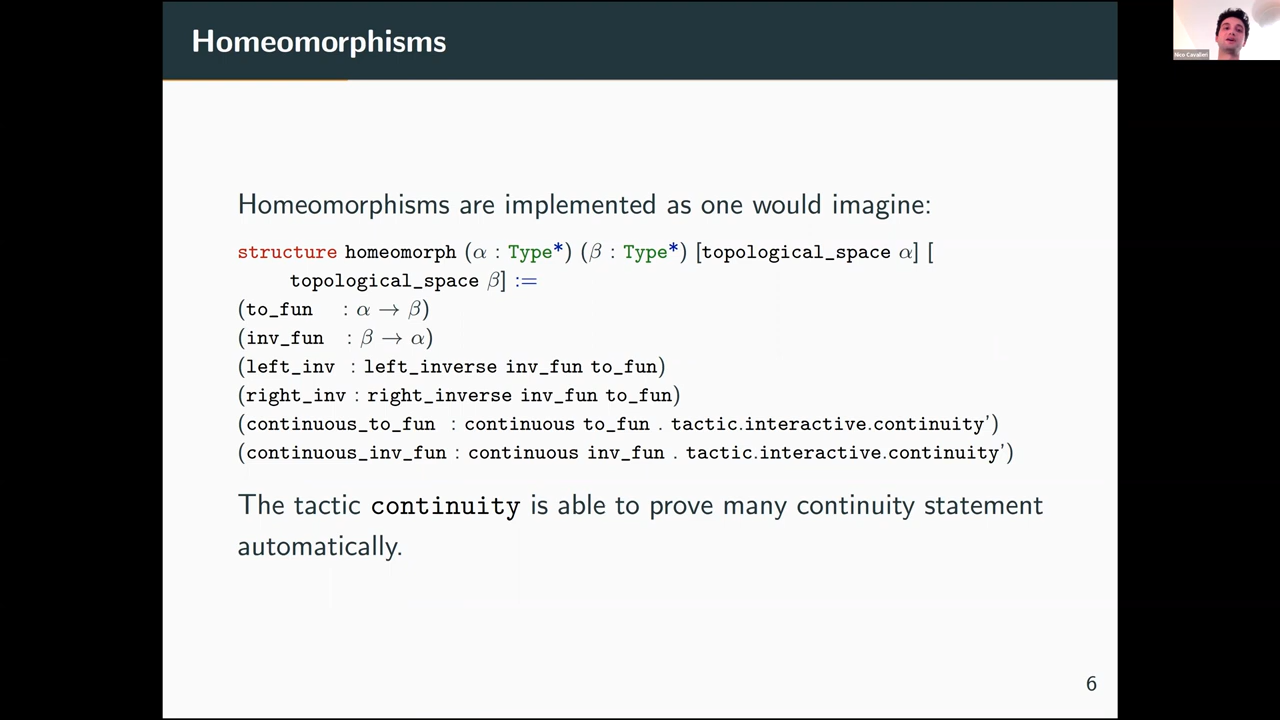 Homeomorphisms
Nico Cavalleri
Homeomorphisms are implemented as one would imagine:
structure homeomorph (α : Type*) (β : Type*) [topological_space α] [
topological_space β] :=
(to_fun : α → β)
(inv_fun : β → α)
(left_inv : left_inverse inv_fun to_fun)
(right_inv : right_inverse inv_fun to_fun)
(continuous_to_fun : continuous to_fun . tactic.interactive.continuity')
(continuous_inv_fun : continuous inv_fun . tactic.interactive.continuity')
The tactic continuity is able to prove many continuity statement
automatically.
6